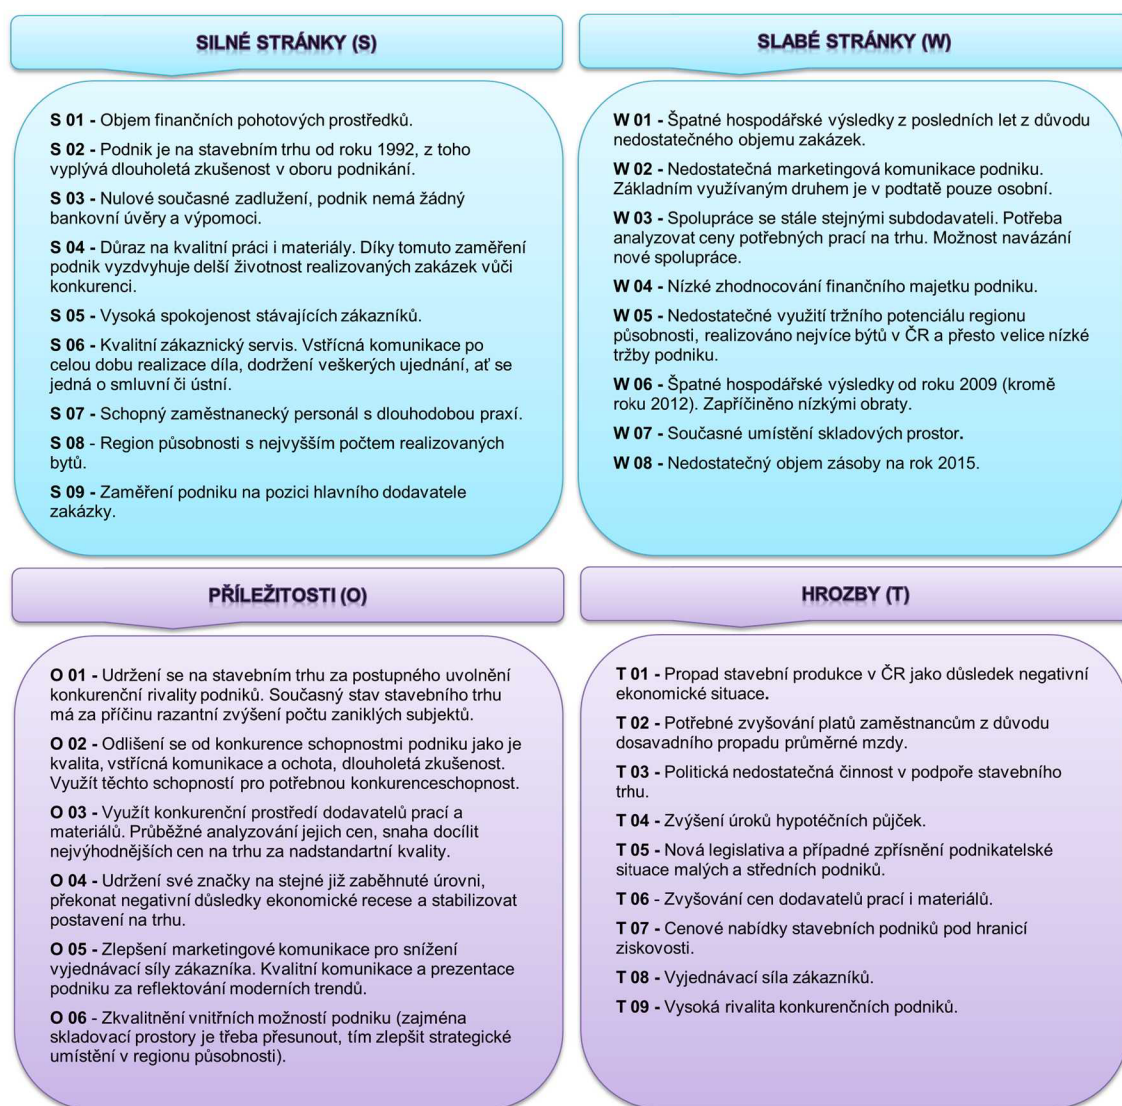 SILNÉ STRÁNKY (S)
S 01 - Objem finančních pohotových prostředků.
S 02 - Podnik je na stavebním trhu od roku 1992, z toho
vyplývá dlouholetá zkušenost v oboru podnikání.
S 03 - Nulové současné zadlužení, podnik nemá žádný
bankovní úvěry a výpomoci.
S 04 - Důraz na kvalitní práci i materiály. Díky tomuto zaměření
podnik vyzdvyhuje delší životnost realizovaných zakázek vůči
konkurenci.
S 05 - Vysoká spokojenost stávajících zákazníků.
S 06 - Kvalitní zákaznický servis. Vstřícná komunikace po
celou dobu realizace díla, dodržení veškerých ujednání, ať se
jedná o smluvní či ústní.
S 07 - Schopný zaměstnanecký personál s dlouhodobou praxí.
S 08 - Region působnosti s nejvyšším počtem realizovaných
bytů.
S 09 - Zaměření podniku na pozici hlavního dodavatele
zakázky.
SLABÉ STRÁNKY (W)
W 01 - Špatné hospodářské výsledky z posledních let z důvodu
nedostatečného objemu zakázek.
W 02 - Nedostatečná marketingová komunikace podniku.
Základním využívaným druhem je v podtatě pouze osobní.
W 03 - Spolupráce se stále stejnými subdodavateli. Potřeba
analyzovat ceny potřebných prací na trhu. Možnost navázání
nové spolupráce.
W 04 - Nízké zhodnocování finančního majetku podniku.
W 05 - Nedostatečné využití tržního potenciálu regionu
působnosti, realizováno nejvíce býtů v ČR a přesto velice nízké
tržby podniku.
W 06 - Špatné hospodářské výsledky od roku 2009 (kromě
roku 2012). Zapříčiněno nízkými obraty.
W 07 - Současné umístění skladových prostor.
W 08 - Nedostatečný objem zásoby na rok 2015.
PŘÍLEŽITOSTI (O)
O 01 - Udržení se na stavebním trhu za postupného uvolnění
konkurenční rivality podniků. Současný stav stavebního trhu
má za příčinu razantní zvýšení počtu zaniklých subjektů.
O 02 - Odlišení se od konkurence schopnostmi podniku jako je
kvalita, vstřícná komunikace a ochota, dlouholetá zkušenost.
Využít těchto schopností pro potřebnou konkurenceschopnost.
O 03 - Využít konkurenční prostředí dodavatelů prací a
materiálů. Průběžné analyzování jejich cen, snaha docílit
nejvýhodnějších cen na trhu za nadstandartní kvality.
O 04 - Udržení své značky na stejné již zaběhnuté úrovni,
překonat negativní důsledky ekonomické recese a stabilizovat
postavení na trhu.
O 05 - Zlepšení marketingové komunikace pro snížení
vyjednávací síly zákazníka. Kvalitní komunikace a prezentace
podniku za reflektování moderních trendů.
O 06 - Zkvalitnění vnitřních možností podniku (zajména
skladovací prostory je třeba přesunout, tím zlepšit strategické
umístění v regionu působnosti).
HROZBY (T)
T 01 - Propad stavební produkce v ČR jako důsledek negativní
ekonomické situace.
T 02 - Potřebné zvyšování platů zaměstnancům z důvodu
dosavadního propadu průměrné mzdy.
T 03 - Politická nedostatečná činnost v podpoře stavebního
trhu.
T 04 - Zvýšení úroků hypotéčních půjček.
T 05 - Nová legislativa a případné zpřísnění podnikatelské
situace malých a středních podniků.
T 06 - Zvyšování cen dodavatelů prací i materiálů.
T 07 - Cenové nabídky stavebních podniků pod hranicí
ziskovosti.
T 08 - Vyjednávací síla zákazníků.
T 09 - Vysoká rivalita konkurenčních podniků.